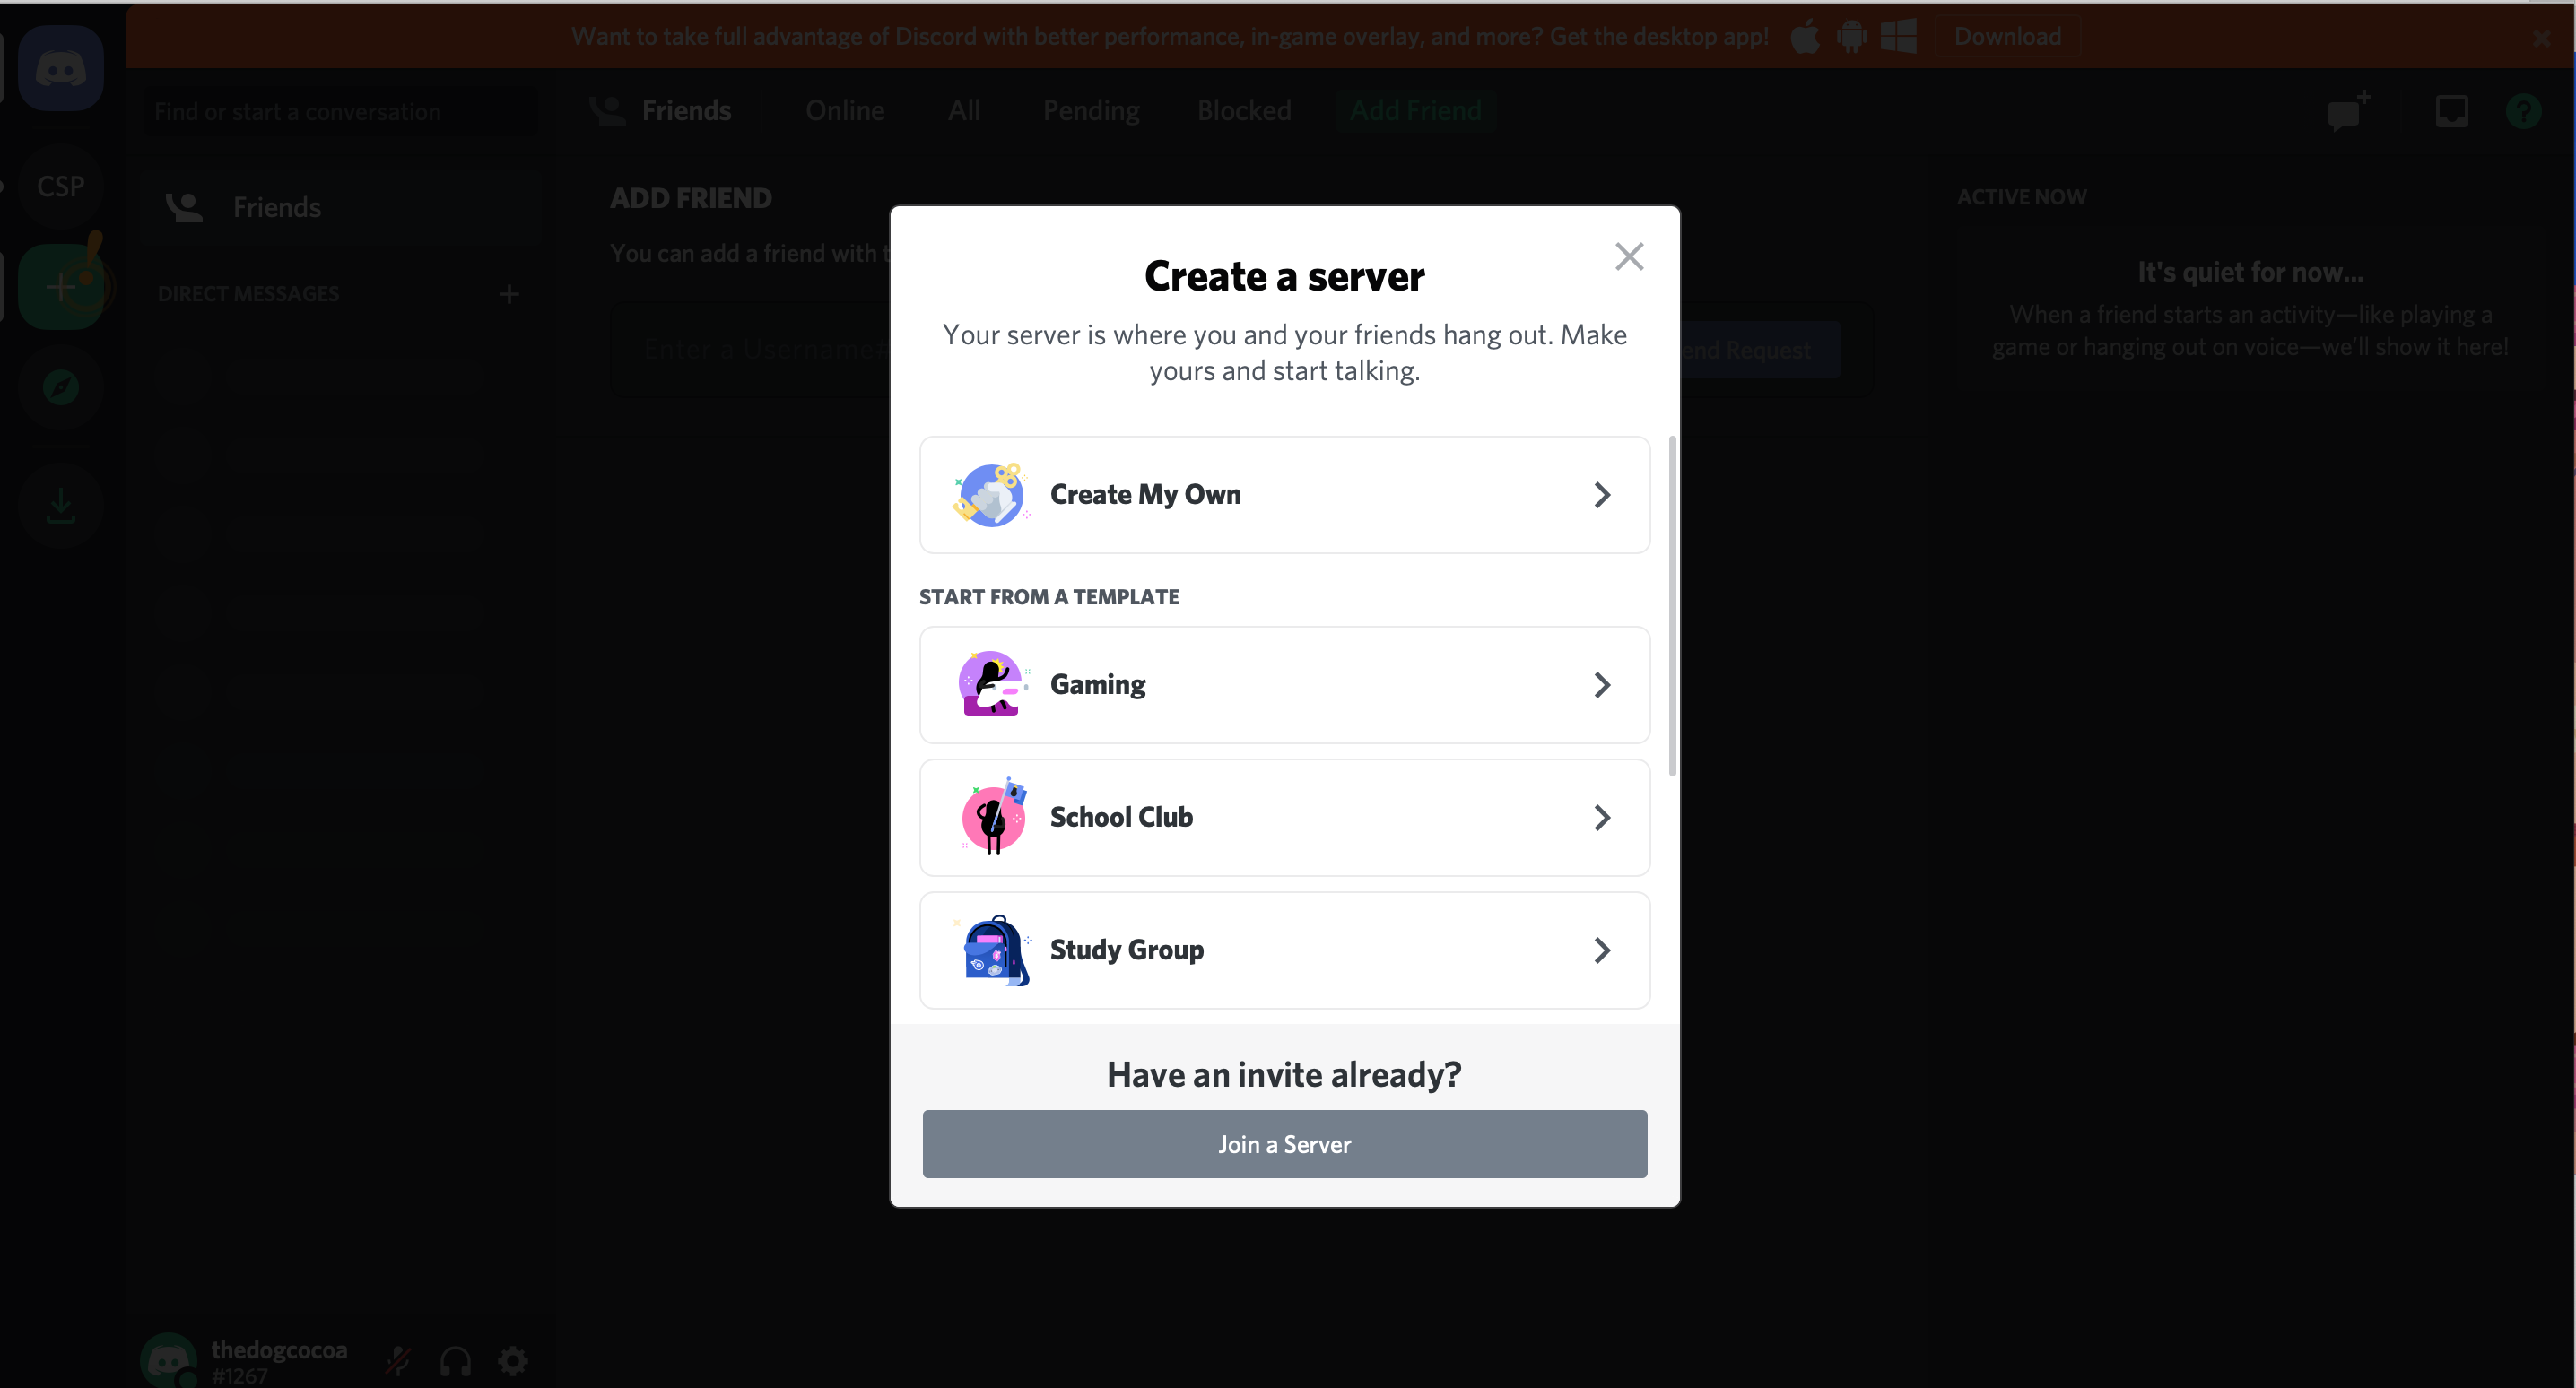 Want to take full advantage of Discord with better performance, in-game overlay, and more? Get the desktop app!
Download
Find or start a conversation
Friends
Online
All
Pending
Blocked
Add Friend
CSP
Friends
DIRECT MESSAGES
ADD FRIEND
You can add a friend with t
Enter a Username#
end Request
ACTIVE NOW
It's quiet for now...
When a friend starts an activity—like playing a
game or hanging out on voice—we'll show it here!
Create a server
Your server is where you and your friends hang out. Make
yours and start talking.
Create My Own
START FROM A TEMPLATE
Gaming
School Club
Study Group
Have an invite already?
Join a Server
thedogcocoa
#1267